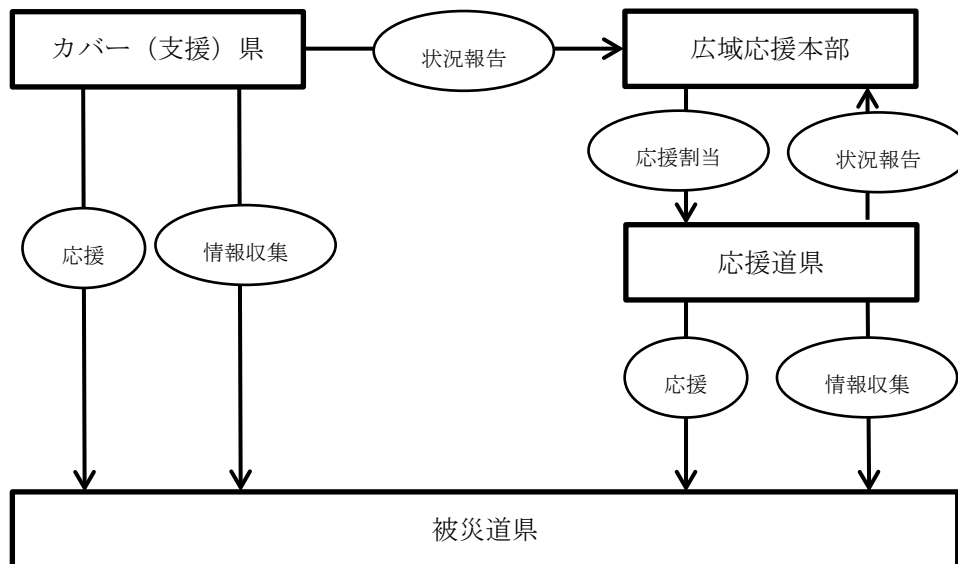 カバー（支援）県
状況報告
広域応援本部
応援割当
状況報告
応援
情報収集
応援道県
応援
情報収集
被災道県